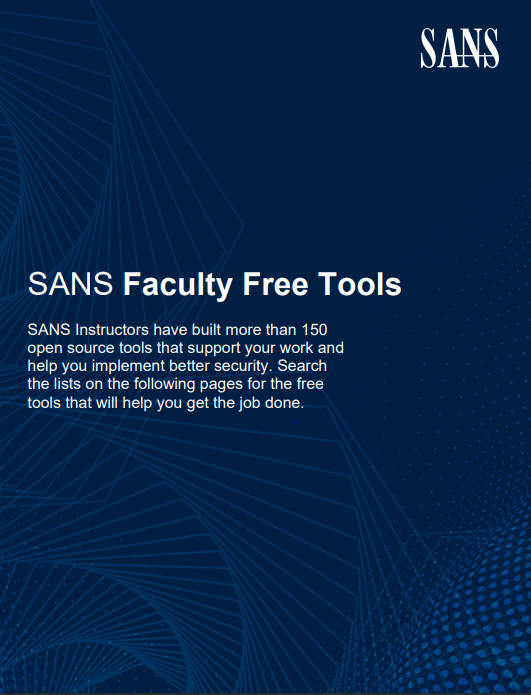 SANS
SANS Faculty Free Tools
SANS Instructors have built more than 150
open source tools that support your work and
help you implement better security. Search
the lists on the following pages for the free
tools that will help you get the job done.